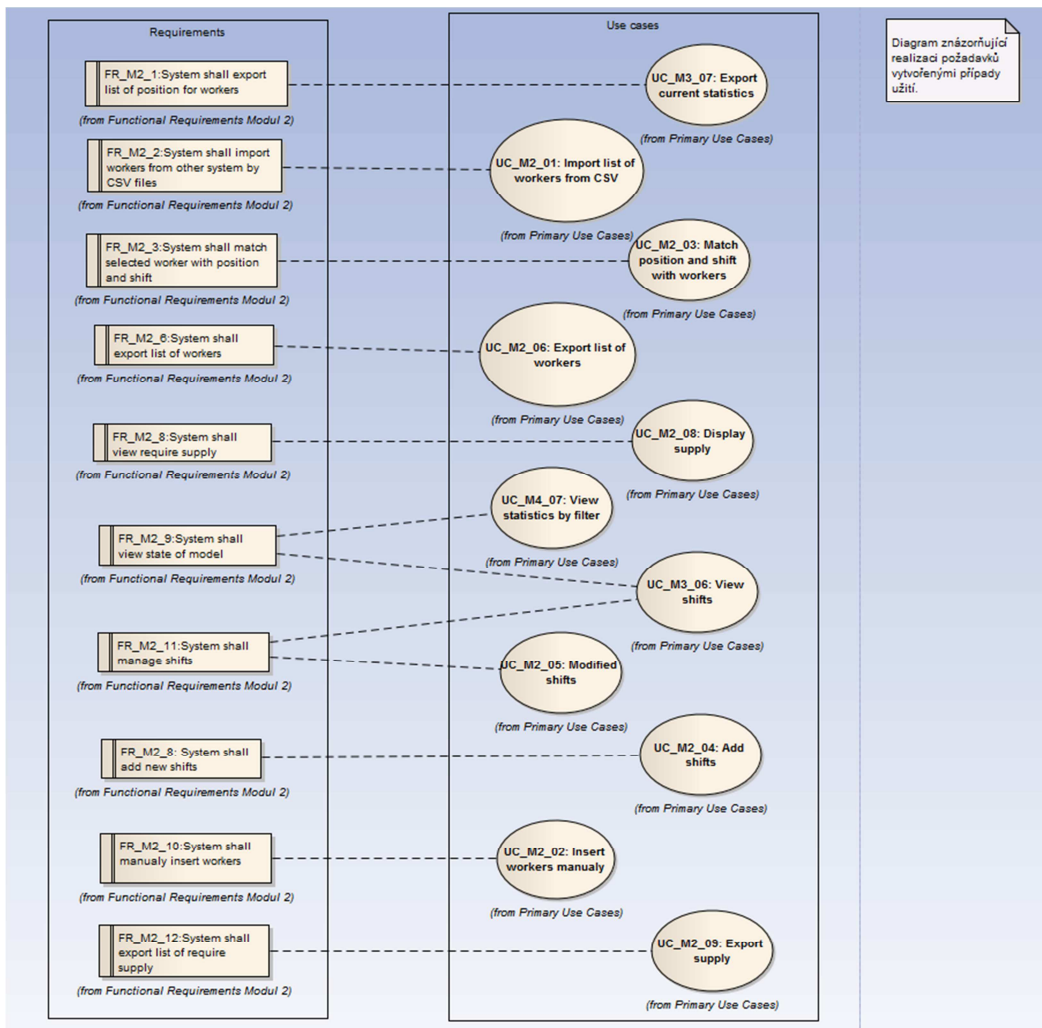 Requirements
FR_M2_1:System shall export
list of position for workers
(from Functional Requirements Modul 2)
FR_M2_2:System shall import
workers from other system by
CSV files
(from Functional Requirements Modul 2)
FR_M2_3:System shall match
selected worker with position
and shift
(from Functional Requirements Modul 2)
FR_M2_6:System shall
export list of workers
(from Functional Requirements Modul 2)
FR_M2_8:System shall
view require supply
(from Functional Requirements Modul 2)
FR_M2_9:System shall
view state of model
(from Functional Requirements Modul 2)
FR_M2_11:System shall
manage shifts
(from Functional Requirements Modul 2)
FR_M2_8: System shall
add new shifts
(from Functional Requirements Modul 2)
FR_M2_10:System shall
manualy insert workers
(from Functional Requirements Modul 2)
FR_M2_12:System shall
export list of require
supply
(from Functional Requirements Modul 2)
Use cases
UC_M3_07: Export
current statistics
(from Primary Use Cases)
UC_M2_01: Import list of
workers from CSV
(from Primary Use Cases)
UC_M2_03: Match
position and shift
with workers
(from Primary Use Cases)
UC_M2_06: Export list of
workers
(from Primary Use Cases)
UC_M2_08: Display
supply
(from Primary Use Cases)
UC_M4_07: View
statistics by filter
(from Primary Use Cases)
UC_M3_06: View
shifts
(from Primary Use Cases)
UC_M2_05: Modified
shifts
(from Primary Use Cases)
UC_M2_04: Add
shifts
(from Primary Use Cases)
UC_M2_02: Insert
workers manualy
(from Primary Use Cases)
UC_M2_09: Export
supply
(from Primary Use Cases)
Diagram znázorňující
realizaci požadavků
vytvořenými případy
užití.